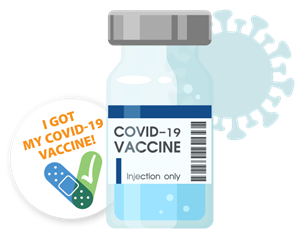 I GOT
MY COVID-19
VACCINE!
COVID-19
VACCINE
Injection only